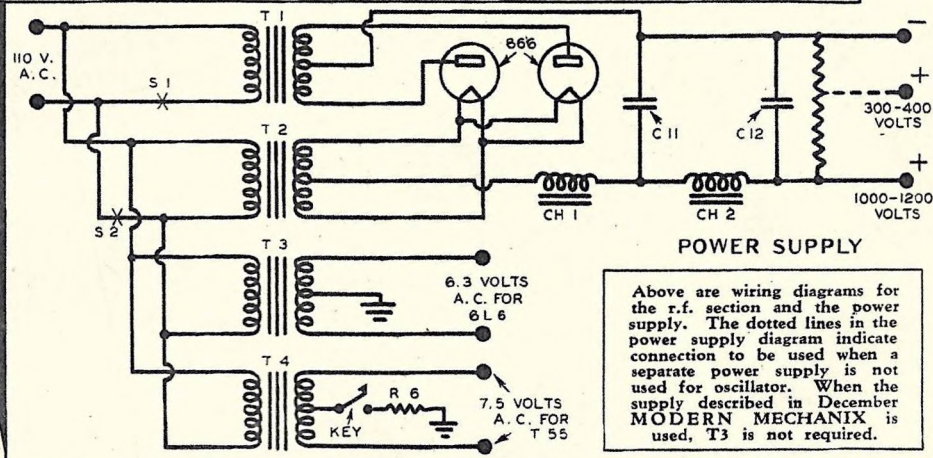 T 1
110 V.
A.C.
S 1
866
−
+
300-400
VOLTS
C 11
C 12
T 2
+
1000-1200
VOLTS
CH 1
CH 2
S 2
POWER SUPPLY
T 3
6.3 VOLTS
A.C. FOR
6L6
T 4
R 6
KEY
7.5 VOLTS
A.C. FOR
T 55
Above are wiring diagrams for
the r.f. section and the power
supply. The dotted lines in the
power supply diagram indicate
connection to be used when a
separate power supply is not
used for oscillator. When the
supply described in December
MODERN MECHANIX is
used, T3 is not required.